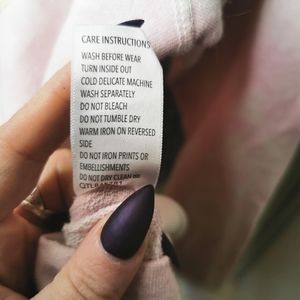 CARE INSTRUCTIONS
WASH BEFORE WEAR
TURN INSIDE OUT
COLD DELICATE MACHINE
WASH SEPARATELY
DO NOT BLEACH
DO NOT TUMBLE DRY
WARM IRON ON REVERSED
SIDE
DO NOT IRON PRINTS OR
EMBELLISHMENTS
DO NOT DRY CLEAN